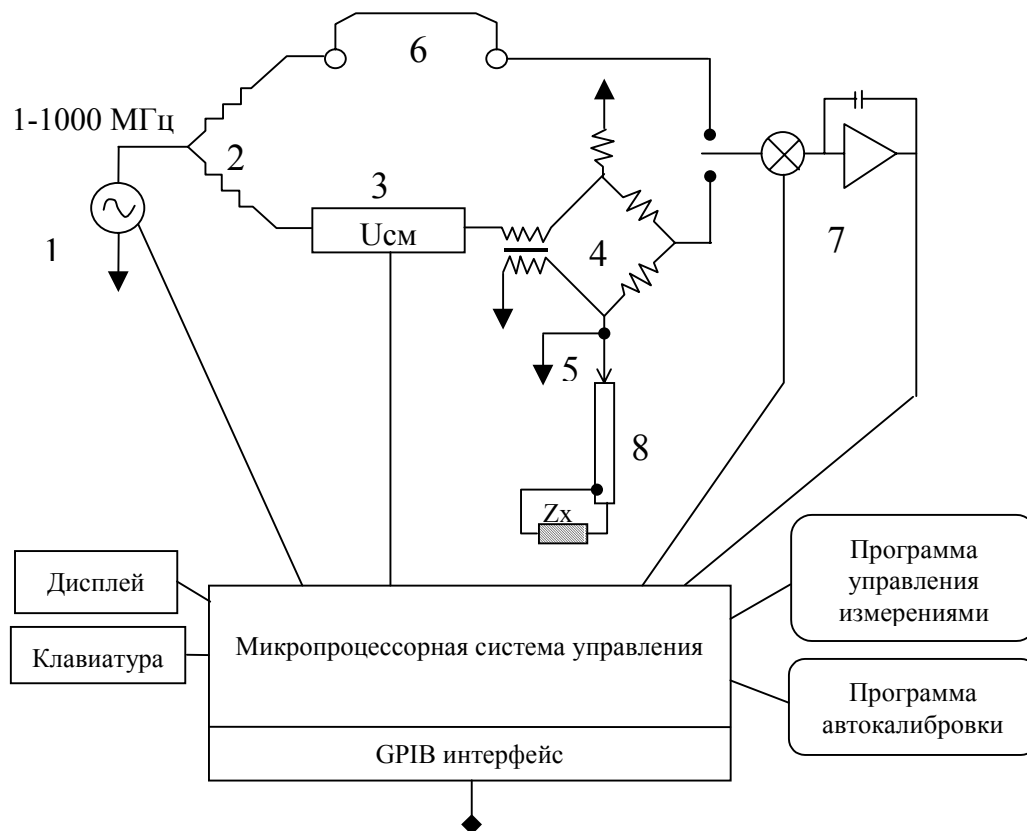 6
1-1000 МГц
2
3
Uсм
1
4
7
5
8
Zx
Дисплей
Клавиатура
Микропроцессорная система управления
GPIB интерфейс
Программа
управления
измерениями
Программа
автокалибровки